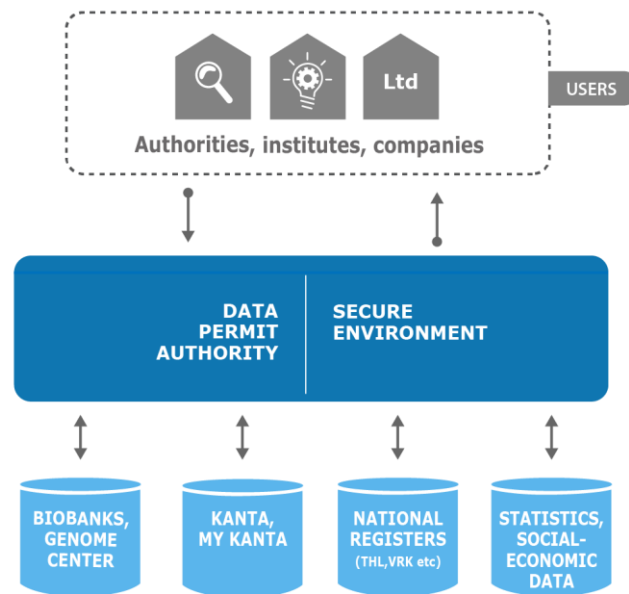 Ltd
USERS
Authorities, institutes, companies
DATA
PERMIT
AUTHORITY
SECURE
ENVIRONMENT
BIOBANKS,
GENOME
CENTER
KANTA,
MY KANTA
NATIONAL
REGISTERS
(THL,VRK etc)
STATISTICS,
SOCIAL-
ECONOMIC
DATA